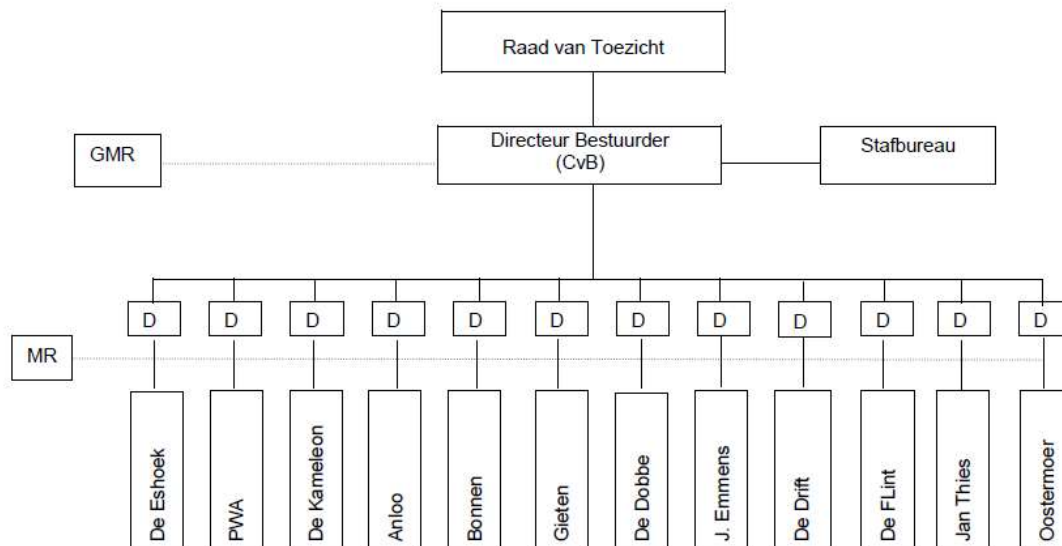 Raad van Toezicht
GMR
Directeur Bestuurder
(CvB)
Stafbureau
D D D D D D D D D D D D
MR
De Eshoek
PWA
De Kameleon
Anloo
Bonnen
Gieten
De Dobbe
J. Emmens
De Drift
De FLint
Jan Thies
Oostermoer